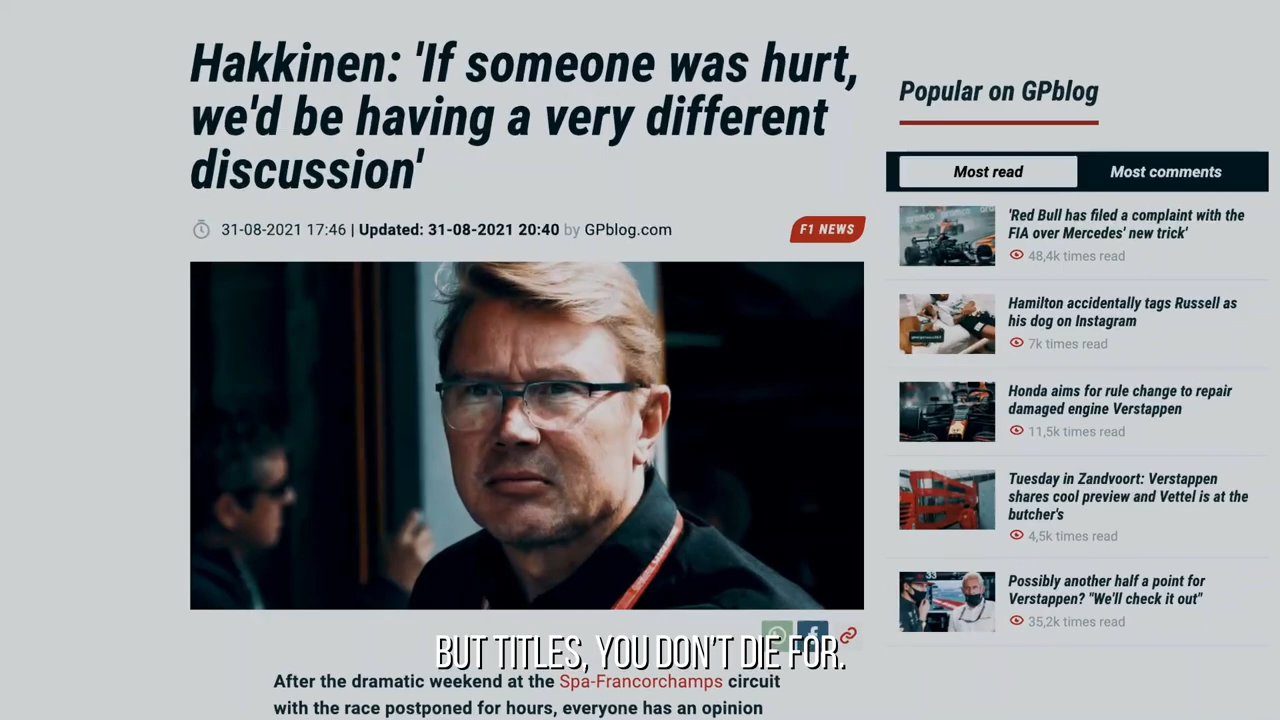 Hakkinen: 'If someone was hurt,
we'd be having a very different
discussion'
31-08-2021 17:46 | Updated: 31-08-2021 20:40 by GPblog.com
F1 NEWS
BUT TITLES, YOU DON'T DIE FOR.
After the dramatic weekend at the Spa-Francorchamps circuit
with the race postponed for hours, everyone has an opinion
Popular on GPblog
Most read
Most comments
'Red Bull has filed a complaint with the
FIA over Mercedes' new trick'
48,4k times read
Hamilton accidentally tags Russell as
his dog on Instagram
7k times read
Honda aims for rule change to repair
damaged engine Verstappen
11,5k times read
Tuesday in Zandvoort: Verstappen
shares cool preview and Vettel is at the
butcher's
4,5k times read
Possibly another half a point for
Verstappen? "We'll check it out"
35,2k times read
33